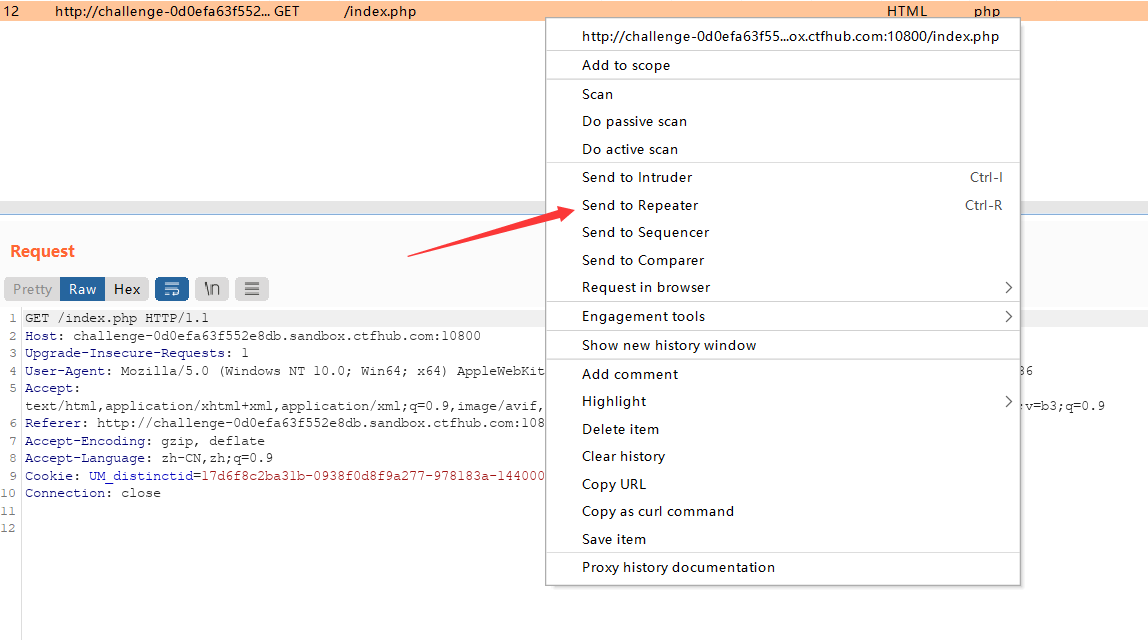 12 http://challenge-0d0efa63f552... GET /index.php HTML php
http://challenge-0d0efa63f55...ox.ctfhub.com:10800/index.php
Add to scope
Scan
Do passive scan
Do active scan
Send to Intruder Ctrl-I
Send to Repeater Ctrl-R
Send to Sequencer
Send to Comparer
Request in browser
Engagement tools
Show new history window
Add comment
Highlight
Delete item
Clear history
Copy URL
Copy as curl command
Save item
Proxy history documentation
Request
Pretty Raw Hex \n
1 GET /index.php HTTP/1.1
2 Host: challenge-0d0efa63f552e8db.sandbox.ctfhub.com:10800
3 Upgrade-Insecure-Requests: 1
4 User-Agent: Mozilla/5.0 (Windows NT 10.0; Win64; x64) AppleWebKit 36
5 Accept:
text/html,application/xhtml+xml,application/xml;q=0.9,image/avif, ;v=b3;q=0.9
6 Referer: http://challenge-0d0efa63f552e8db.sandbox.ctfhub.com:108
7 Accept-Encoding: gzip, deflate
8 Accept-Language: zh-CN,zh;q=0.9
9 Cookie: UM_distinctid=17d6f8c2ba31b-0938f0d8f9a277-978183a-144000
10 Connection: close
11
12